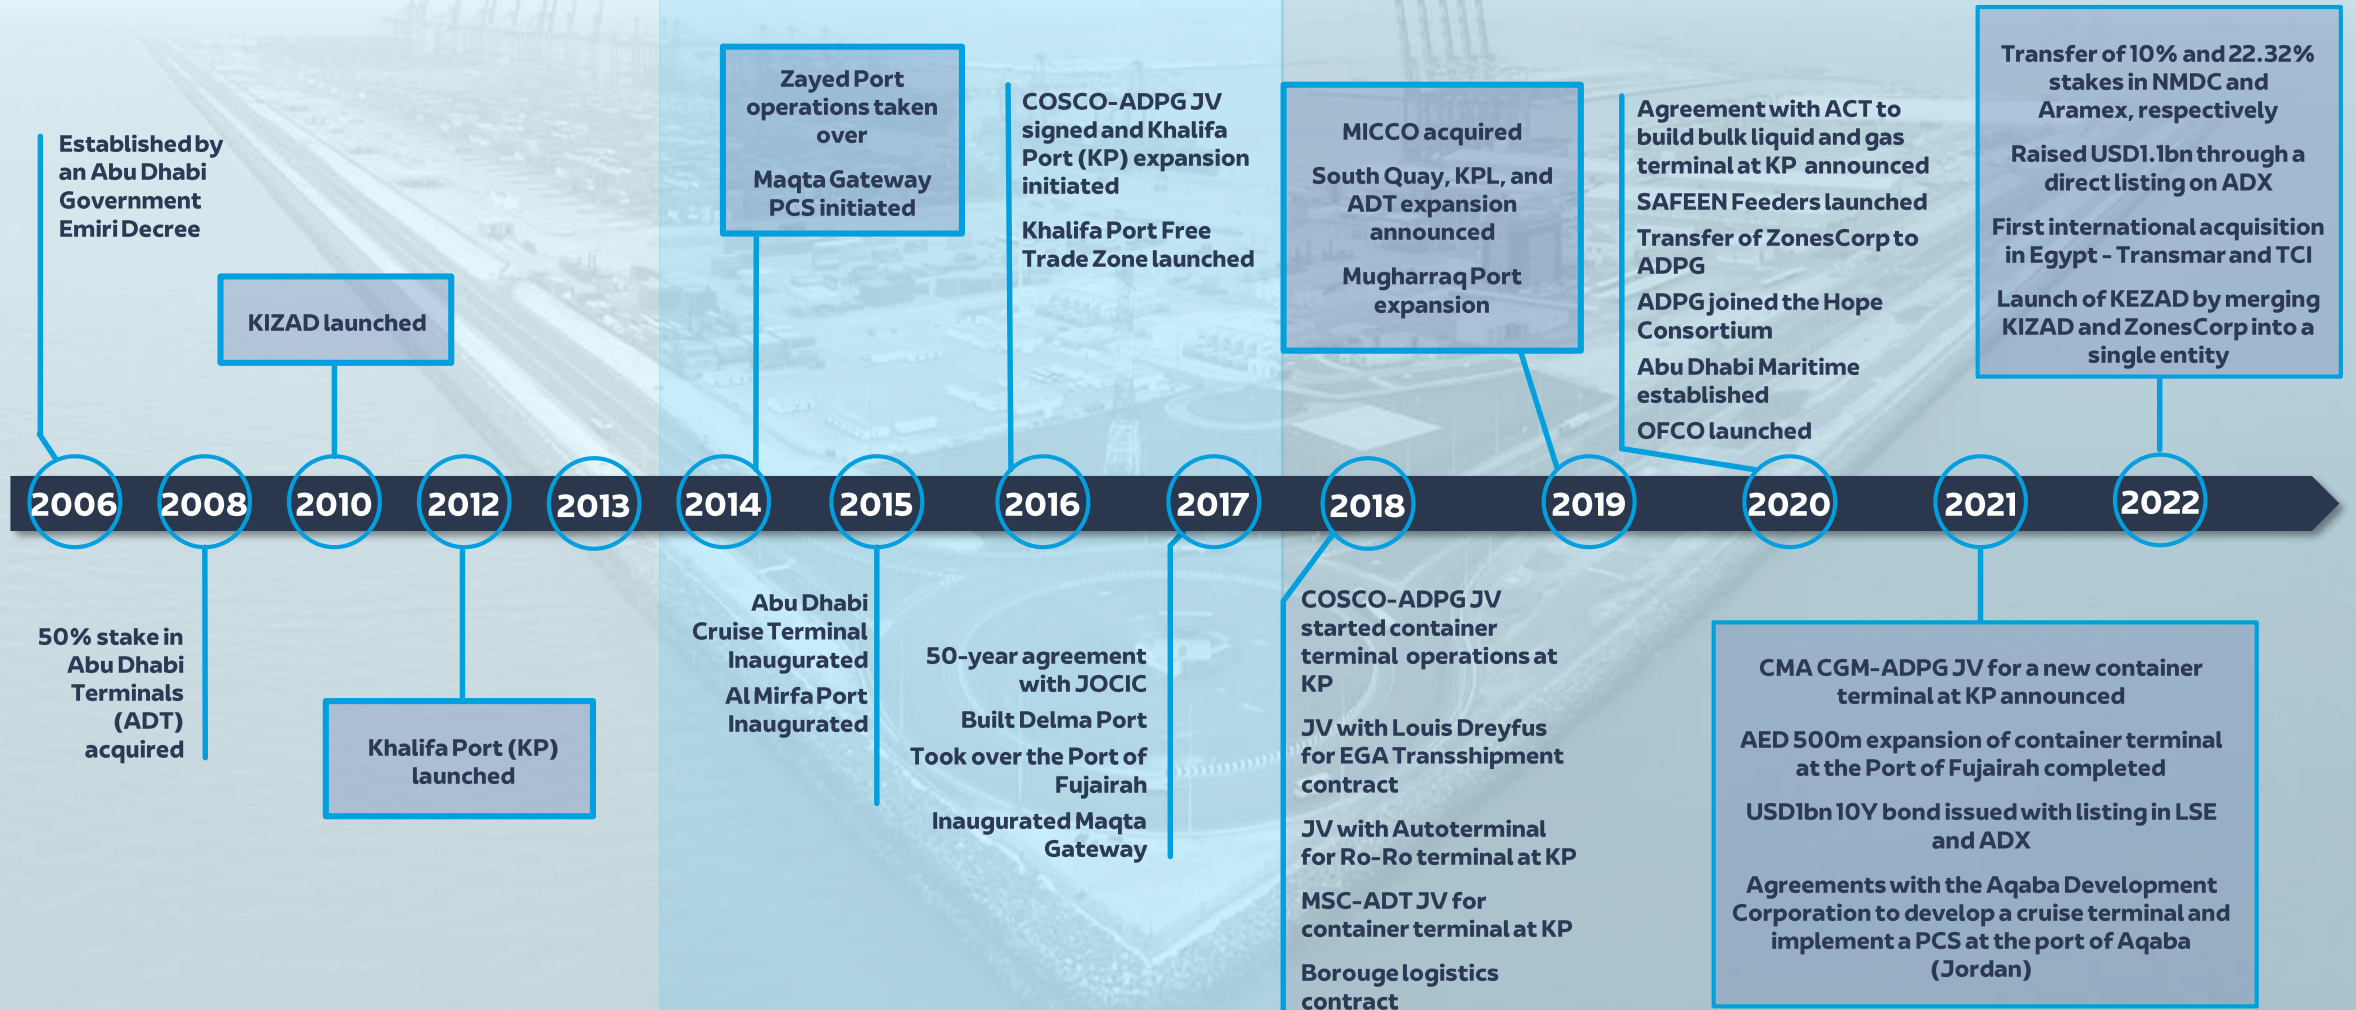 Established by
an Abu Dhabi
Government
Emiri Decree
KIZAD launched
Zayed Port
operations taken
over
Maqta Gateway
PCS initiated
COSCO-ADPG JV
signed and Khalifa
Port (KP) expansion
initiated
Khalifa Port Free
Trade Zone launched
MICCO acquired
South Quay, KPL, and
ADT expansion
announced
Mugharraq Port
expansion
Agreement with ACT to
build bulk liquid and gas
terminal at KP announced
SAFEEN Feeders launched
Transfer of ZonesCorp to
ADPG
ADPG joined the Hope
Consortium
Abu Dhabi Maritime
established
OFCO launched
Transfer of 10% and 22.32%
stakes in NMDC and
Aramex, respectively
Raised USD1.1bn through a
direct listing on ADX
First international acquisition
in Egypt - Transmar and TCI
Launch of KEZAD by merging
KIZAD and ZonesCorp into a
single entity
2006 2008 2010 2012 2013 2014 2015 2016 2017 2018 2019 2020 2021 2022
50% stake in
Abu Dhabi
Terminals
(ADT)
acquired
Khalifa Port (KP)
launched
Abu Dhabi
Cruise Terminal
Inaugurated
Al Mirfa Port
Inaugurated
50-year agreement
with JOCIC
Built Delma Port
Took over the Port of
Fujairah
Inaugurated Maqta
Gateway
COSCO-ADPG JV
started container
terminal operations at
KP
JV with Louis Dreyfus
for EGA Transshipment
contract
JV with Autoterminal
for Ro-Ro terminal at KP
MSC-ADT JV for
container terminal at KP
Borouge logistics
contract
CMA CGM-ADPG JV for a new container
terminal at KP announced
AED 500m expansion of container terminal
at the Port of Fujairah completed
USD1bn 10Y bond issued with listing in LSE
and ADX
Agreements with the Aqaba Development
Corporation to develop a cruise terminal and
implement a PCS at the port of Aqaba
(Jordan)